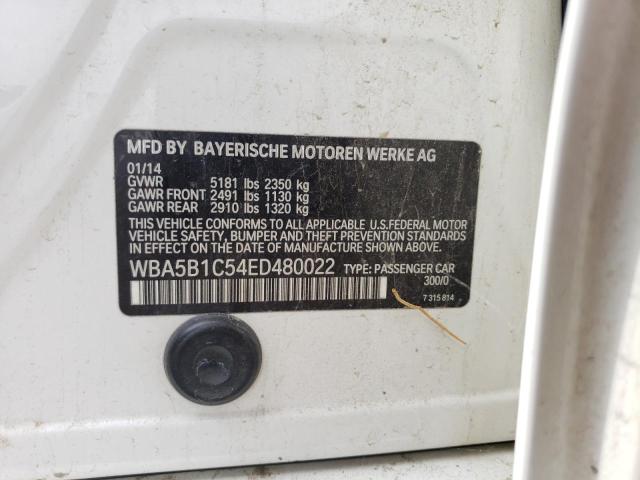 MFD BY BAYERISCHE MOTOREN WERKE AG
01/14
GVWR 5181 lbs 2350 kg
GAWR FRONT 2491 lbs 1130 kg
GAWR REAR 2910 lbs 1320 kg
THIS VEHICLE CONFORMS TO ALL APPLICABLE U.S.FEDERAL MOTOR
VEHICLE SAFETY, BUMPER, AND THEFT PREVENTION STANDARDS
IN EFFECT ON THE DATE OF MANUFACTURE SHOWN ABOVE.
WBA5B1C54ED480022 TYPE: PASSENGER CAR
300/0
7 315 814